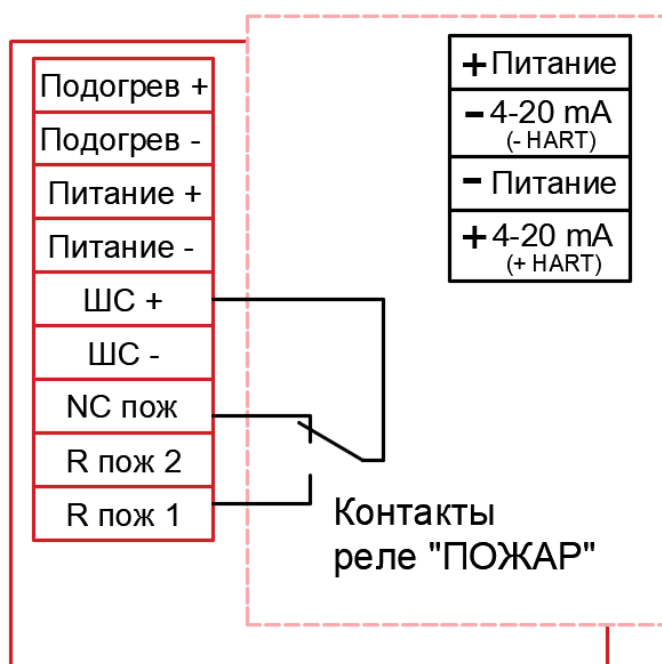 Подогрев +
Подогрев -
Питание +
Питание -
ШС +
ШС -
NC пож
R пож 2
R пож 1
+ Питание
- 4-20 mA
(- HART)
- Питание
+ 4-20 mA
(+ HART)
Контакты
реле "ПОЖАР"